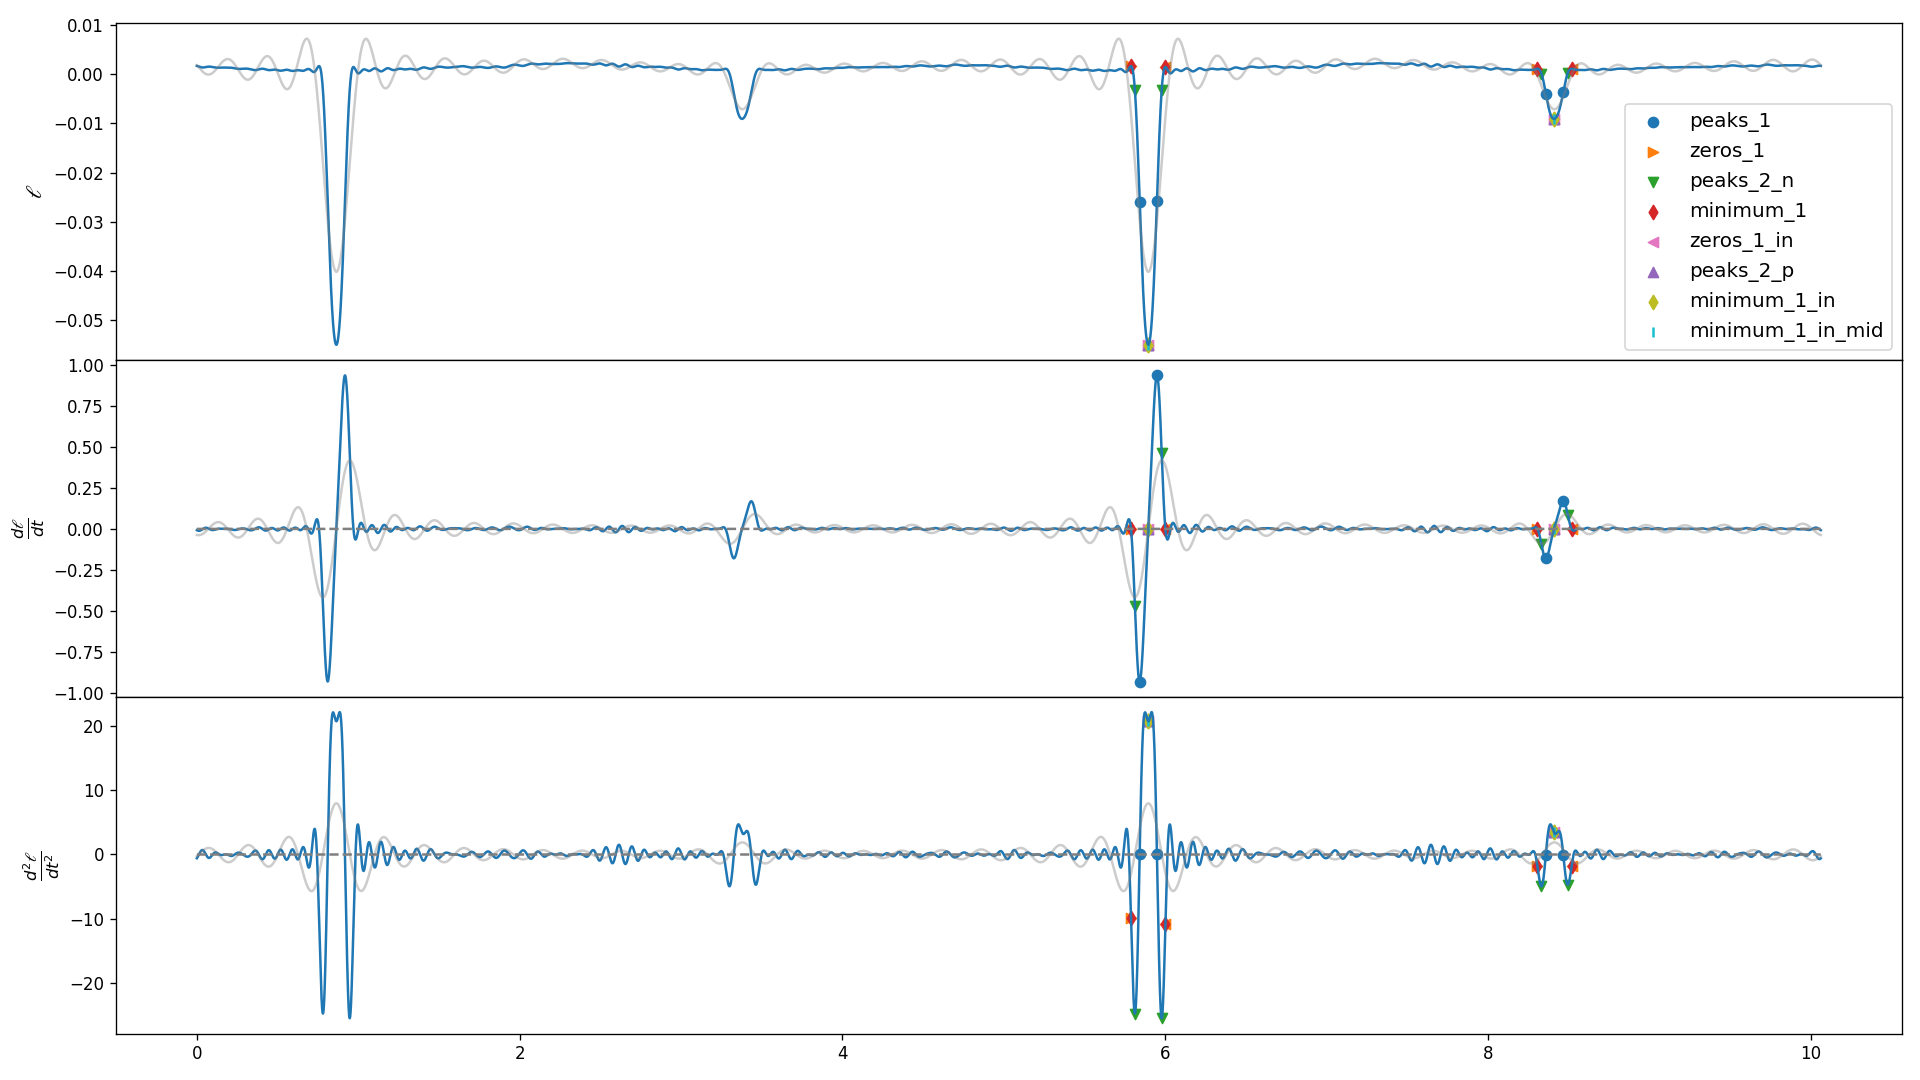 0.01
0.00
−0.01
−0.02
−0.03
−0.04
−0.05
ℓ
peaks_1
zeros_1
peaks_2_n
minimum_1
zeros_1_in
peaks_2_p
minimum_1_in
minimum_1_in_mid
1.00
0.75
0.50
0.25
0.00
−0.25
−0.50
−0.75
−1.00
dℓ
dt
20
10
0
−10
−20
d²ℓ
dt²
0 2 4 6 8 10